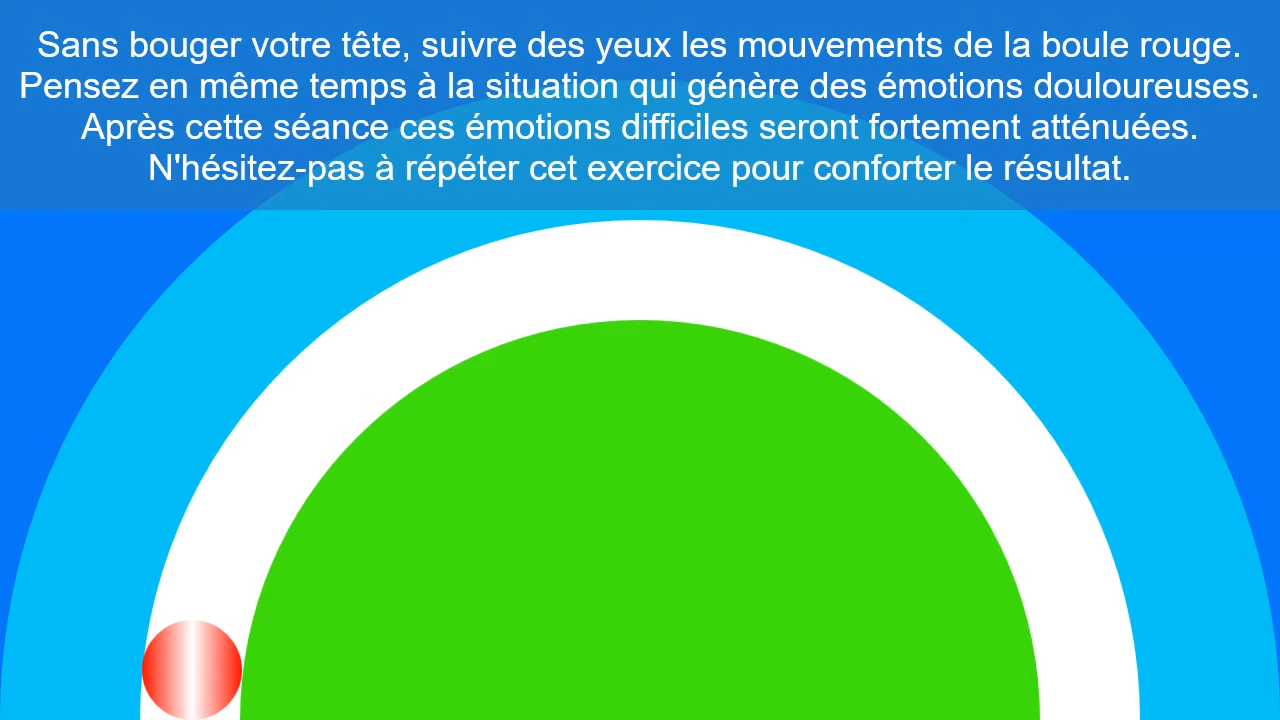 Sans bouger votre tête, suivre des yeux les mouvements de la boule rouge.
Pensez en même temps à la situation qui génère des émotions douloureuses.
Après cette séance ces émotions difficiles seront fortement atténuées.
N'hésitez-pas à répéter cet exercice pour conforter le résultat.